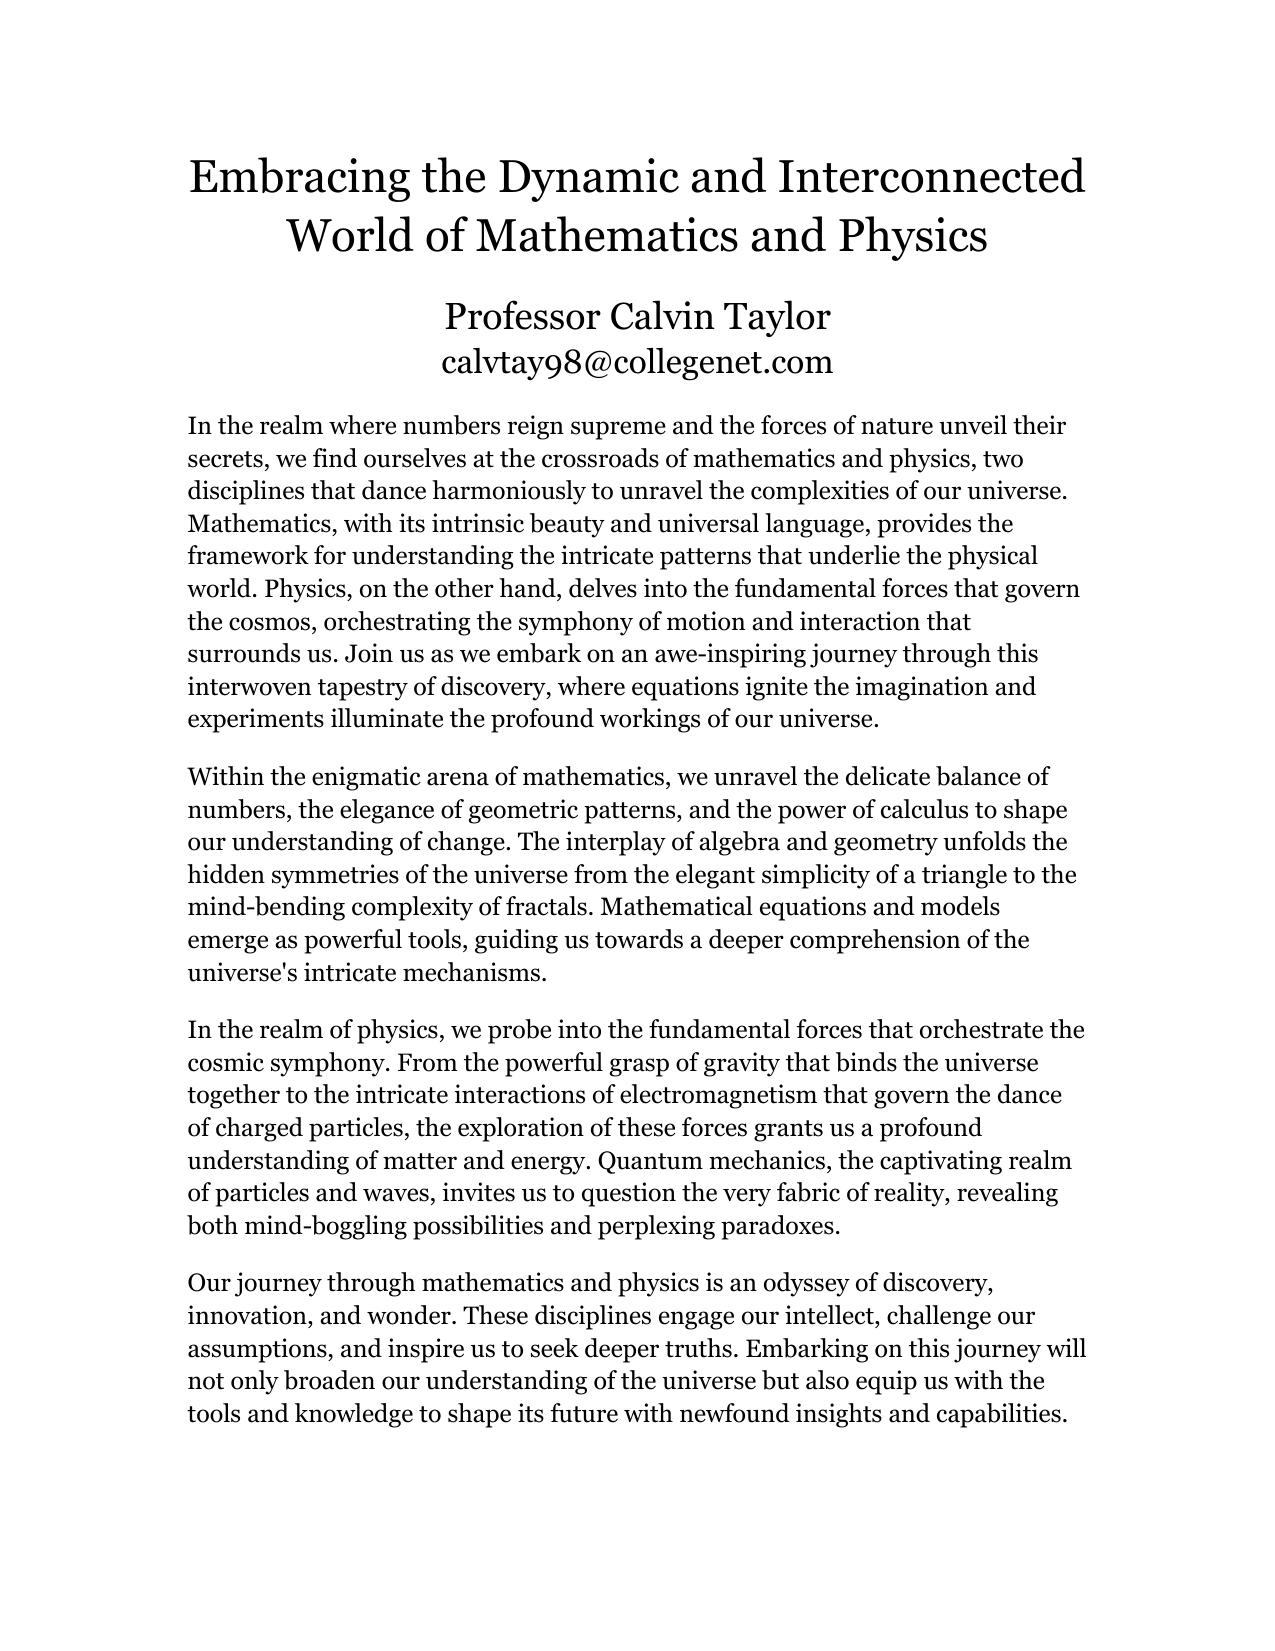 Embracing the Dynamic and Interconnected
World of Mathematics and Physics
Professor Calvin Taylor
calvtay98@collegenet.com
In the realm where numbers reign supreme and the forces of nature unveil their
secrets, we find ourselves at the crossroads of mathematics and physics, two
disciplines that dance harmoniously to unravel the complexities of our universe.
Mathematics, with its intrinsic beauty and universal language, provides the
framework for understanding the intricate patterns that underlie the physical
world. Physics, on the other hand, delves into the fundamental forces that govern
the cosmos, orchestrating the symphony of motion and interaction that
surrounds us. Join us as we embark on an awe-inspiring journey through this
interwoven tapestry of discovery, where equations ignite the imagination and
experiments illuminate the profound workings of our universe.
Within the enigmatic arena of mathematics, we unravel the delicate balance of
numbers, the elegance of geometric patterns, and the power of calculus to shape
our understanding of change. The interplay of algebra and geometry unfolds the
hidden symmetries of the universe from the elegant simplicity of a triangle to the
mind-bending complexity of fractals. Mathematical equations and models
emerge as powerful tools, guiding us towards a deeper comprehension of the
universe's intricate mechanisms.
In the realm of physics, we probe into the fundamental forces that orchestrate the
cosmic symphony. From the powerful grasp of gravity that binds the universe
together to the intricate interactions of electromagnetism that govern the dance
of charged particles, the exploration of these forces grants us a profound
understanding of matter and energy. Quantum mechanics, the captivating realm
of particles and waves, invites us to question the very fabric of reality, revealing
both mind-boggling possibilities and perplexing paradoxes.
Our journey through mathematics and physics is an odyssey of discovery,
innovation, and wonder. These disciplines engage our intellect, challenge our
assumptions, and inspire us to seek deeper truths. Embarking on this journey will
not only broaden our understanding of the universe but also equip us with the
tools and knowledge to shape its future with newfound insights and capabilities.